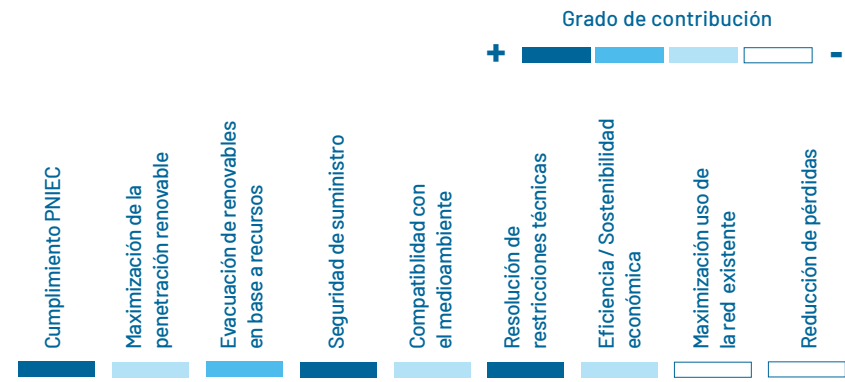 Grado de contribución
+ -
Cumplimiento PNIEC
Maximización de la
penetración renovable
Evacuación de renovables
en base a recursos
Seguridad de suministro
Compatiblidad con
el medioambiente
Resolución de
restricciones técnicas
Eficiencia / Sostenibilidad
económica
Maximización uso de
la red existente
Reducción de pérdidas